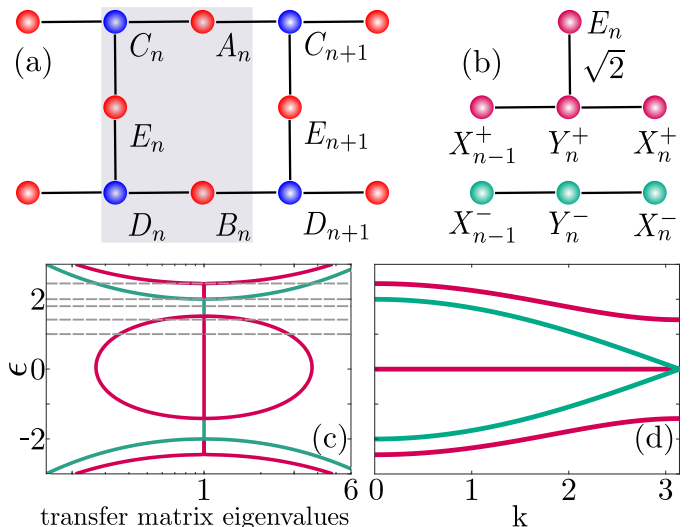 (a)
C_n
A_n
C_{n+1}
E_n
E_{n+1}
D_n
B_n
D_{n+1}
(b)
E_n
√2
X^+_{n-1}
Y^+_n
X^+_n
X^-_{n-1}
Y^-_n
X^-_n
ϵ
2
0
-2
(c)
1
6
transfer matrix eigenvalues
(d)
0
1
2
3
k